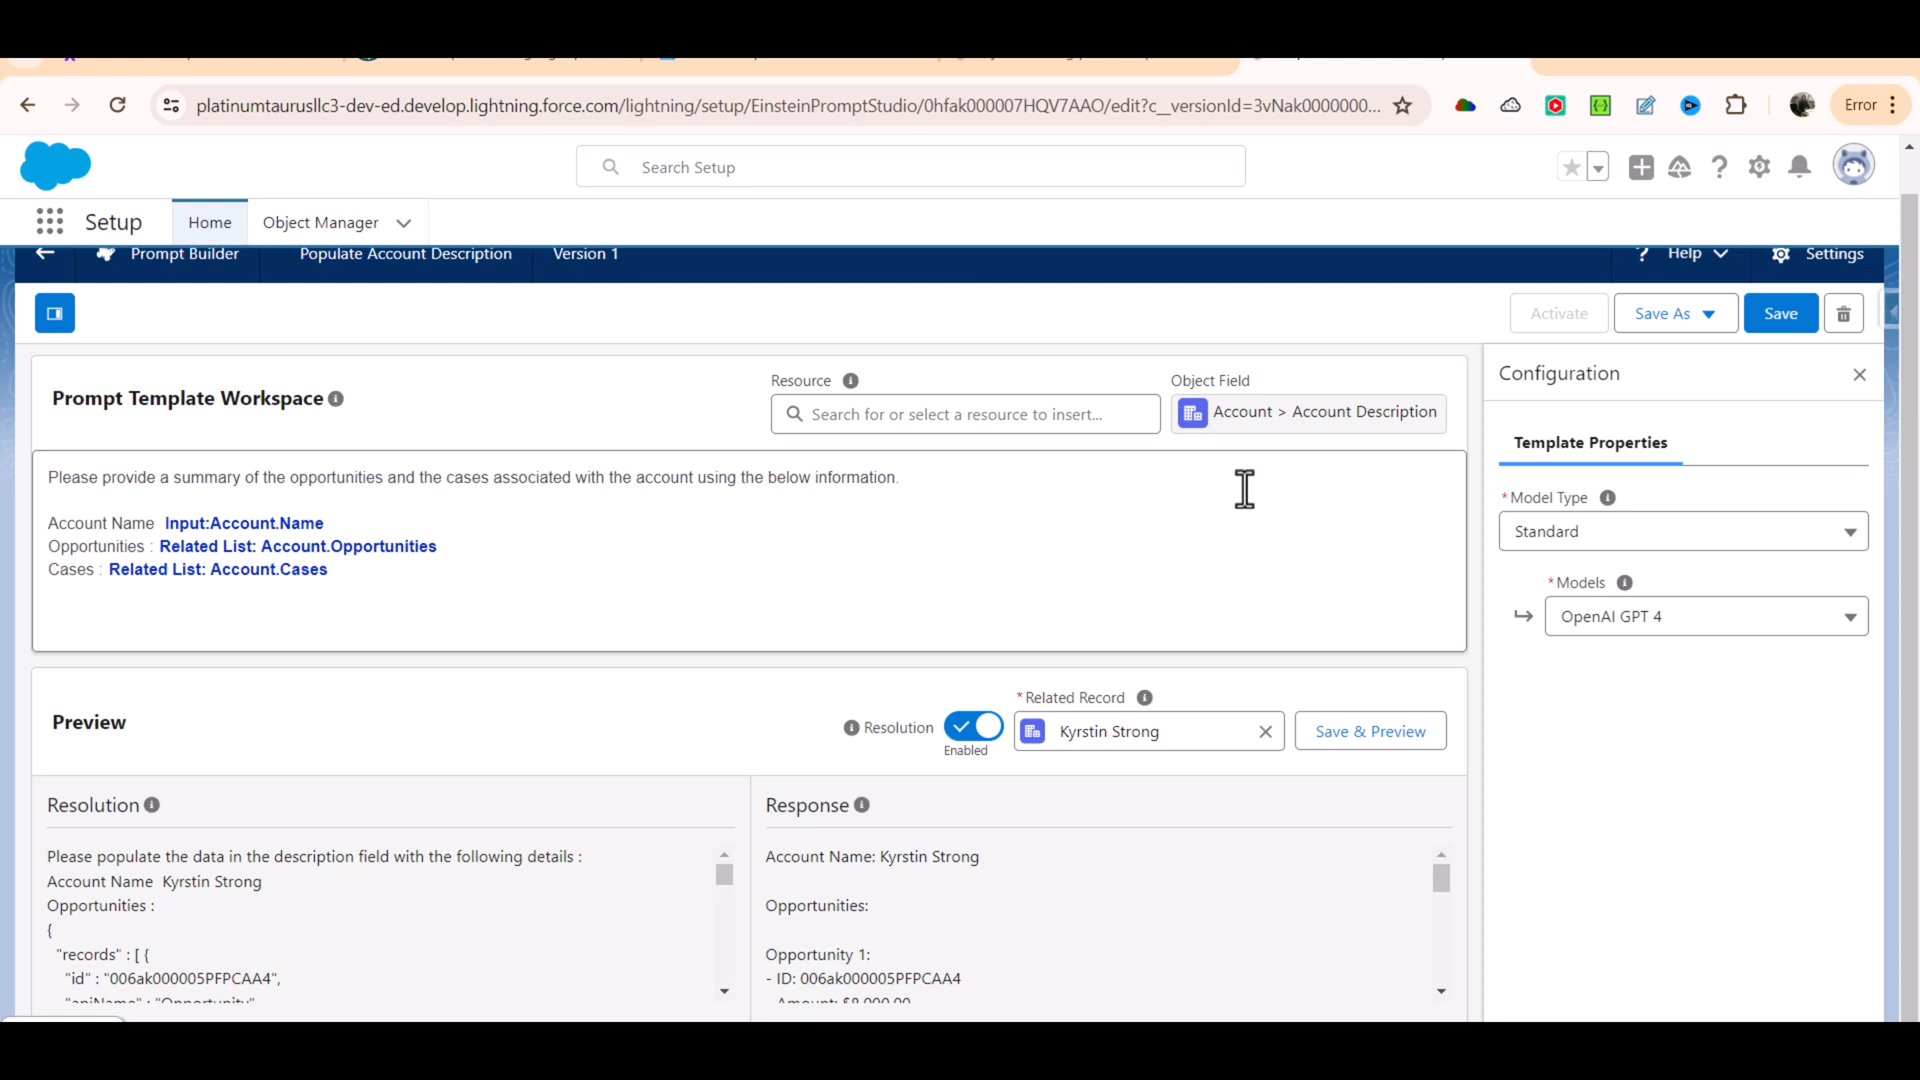 platinumtaurusllc3-dev-ed.develop.lightning.force.com/lightning/setup/EinsteinPromptStudio/0hfak000007HQV7AAO/edit?c__versionId=3vNak0000000...
Error
Search Setup
Setup
Home
Object Manager
Prompt Builder
Populate Account Description
Version 1
Help
Settings
Activate
Save As
Save
Prompt Template Workspace
Resource
Search for or select a resource to insert...
Object Field
Account > Account Description
Please provide a summary of the opportunities and the cases associated with the account using the below information.
Account Name Input:Account.Name
Opportunities : Related List: Account.Opportunities
Cases : Related List: Account.Cases
Configuration
Template Properties
* Model Type
Standard
* Models
OpenAI GPT 4
Preview
Resolution
Enabled
* Related Record
Kyrstin Strong
Save & Preview
Resolution
Please populate the data in the description field with the following details :
Account Name Kyrstin Strong
Opportunities :
{
"records" : [ {
"id" : "006ak000005PFPCAA4",
"apiName" : "Opportunity"
Response
Account Name: Kyrstin Strong
Opportunities:
Opportunity 1:
- ID: 006ak000005PFPCAA4
- Amount: $8,000.00